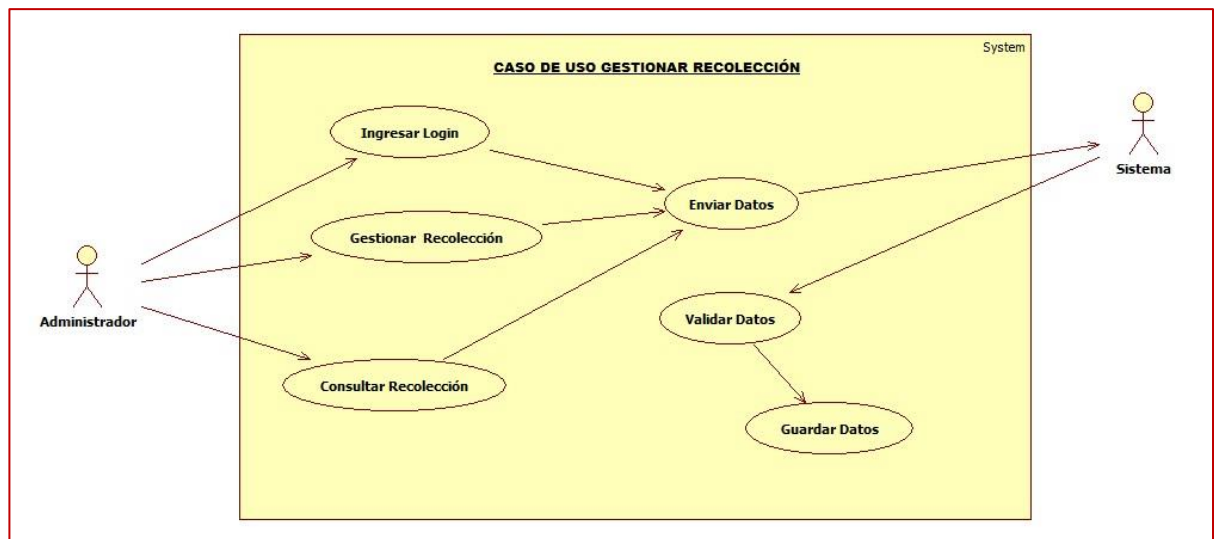 System
CASO DE USO GESTIONAR RECOLECCIÓN
Ingresar Login
Sistema
Enviar Datos
Gestionar Recolección
Administrador
Validar Datos
Consultar Recolección
Guardar Datos